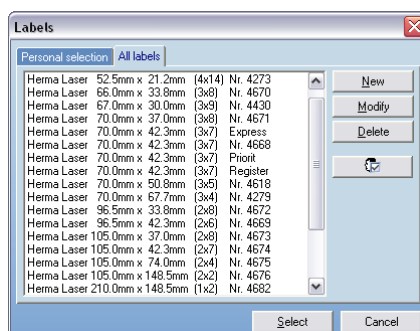 Labels
Personal selection
All labels
Herma Laser 52.5mm x 21.2mm (4x14) Nr. 4273
Herma Laser 66.0mm x 33.8mm (3x8) Nr. 4670
Herma Laser 67.0mm x 30.0mm (3x9) Nr. 4430
Herma Laser 70.0mm x 37.0mm (3x8) Nr. 4671
Herma Laser 70.0mm x 42.3mm (3x7) Express
Herma Laser 70.0mm x 42.3mm (3x7) Nr. 4668
Herma Laser 70.0mm x 42.3mm (3x7) Priorit
Herma Laser 70.0mm x 42.3mm (3x7) Register
Herma Laser 70.0mm x 50.8mm (3x5) Nr. 4618
Herma Laser 70.0mm x 67.7mm (3x4) Nr. 4279
Herma Laser 96.5mm x 33.8mm (2x8) Nr. 4672
Herma Laser 96.5mm x 42.3mm (2x6) Nr. 4669
Herma Laser 105.0mm x 37.0mm (2x8) Nr. 4673
Herma Laser 105.0mm x 42.3mm (2x7) Nr. 4674
Herma Laser 105.0mm x 74.0mm (2x4) Nr. 4675
Herma Laser 105.0mm x 148.5mm (2x2) Nr. 4676
Herma Laser 210.0mm x 148.5mm (1x2) Nr. 4682
New
Modify
Delete
Select
Cancel